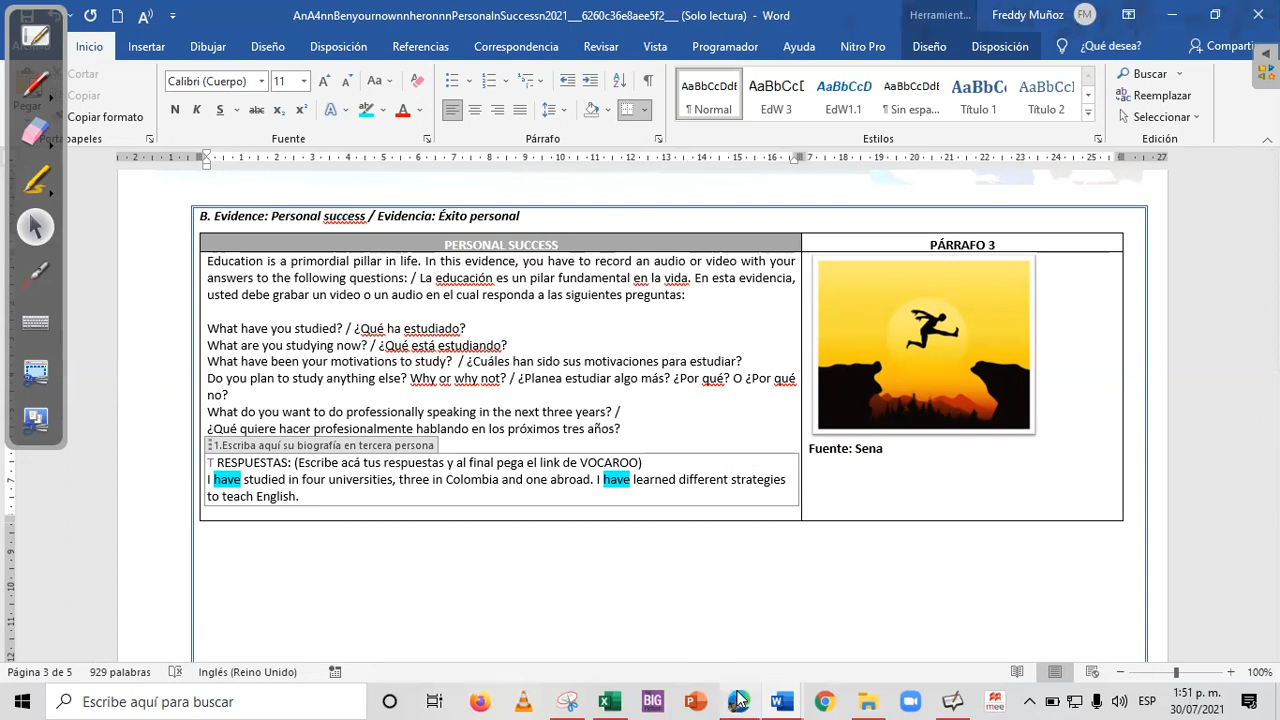 AnA4nnBenyournownnheronnnPersonaInSuccesn2021___6260c36e8aee5f2___ (Solo lectura) - Word
Herramient...
Freddy Muñoz
FM
Inicio
Insertar
Dibujar
Diseño
Disposición
Referencias
Correspondencia
Revisar
Vista
Programador
Ayuda
Nitro Pro
Diseño
Disposición
¿Qué desea?
Compartir
Cortar
Copiar
Copiar formato
Pegar
Calibri (Cuerpo)
11
N K S abc x₂ x²
AaBbCcDd AaBbCc AaBbCc AaBbCcDd AaBbC AaBbCcC
¶ Normal EdW 3 EdW1.1 ¶ Sin espa... Título 1 Título 2
Buscar
Reemplazar
Seleccionar
Portapapeles
Fuente
Párrafo
Estilos
Edición
B. Evidence: Personal success / Evidencia: Éxito personal
PERSONAL SUCCESS
PÁRRAFO 3
Education is a primordial pillar in life. In this evidence, you have to record an audio or video with your
answers to the following questions: / La educación es un pilar fundamental en la vida. En esta evidencia,
usted debe grabar un video o un audio en el cual responda a las siguientes preguntas:
What have you studied? / ¿Qué ha estudiado?
What are you studying now? / ¿Qué está estudiando?
What have been your motivations to study? / ¿Cuáles han sido sus motivaciones para estudiar?
Do you plan to study anything else? Why or why not? / ¿Planea estudiar algo más? ¿Por qué? O ¿Por qué
no?
What do you want to do professionally speaking in the next three years? /
¿Qué quiere hacer profesionalmente hablando en los próximos tres años?
1.Escriba aquí su biografía en tercera persona
RESPUESTAS: (Escribe acá tus respuestas y al final pega el link de VOCAROO)
I have studied in four universities, three in Colombia and one abroad. I have learned different strategies
to teach English.
Fuente: Sena
Página 3 de 5
929 palabras
Inglés (Reino Unido)
100%
Escribe aquí para buscar
BIG
mee
ESP
1:51 p. m.
30/07/2021